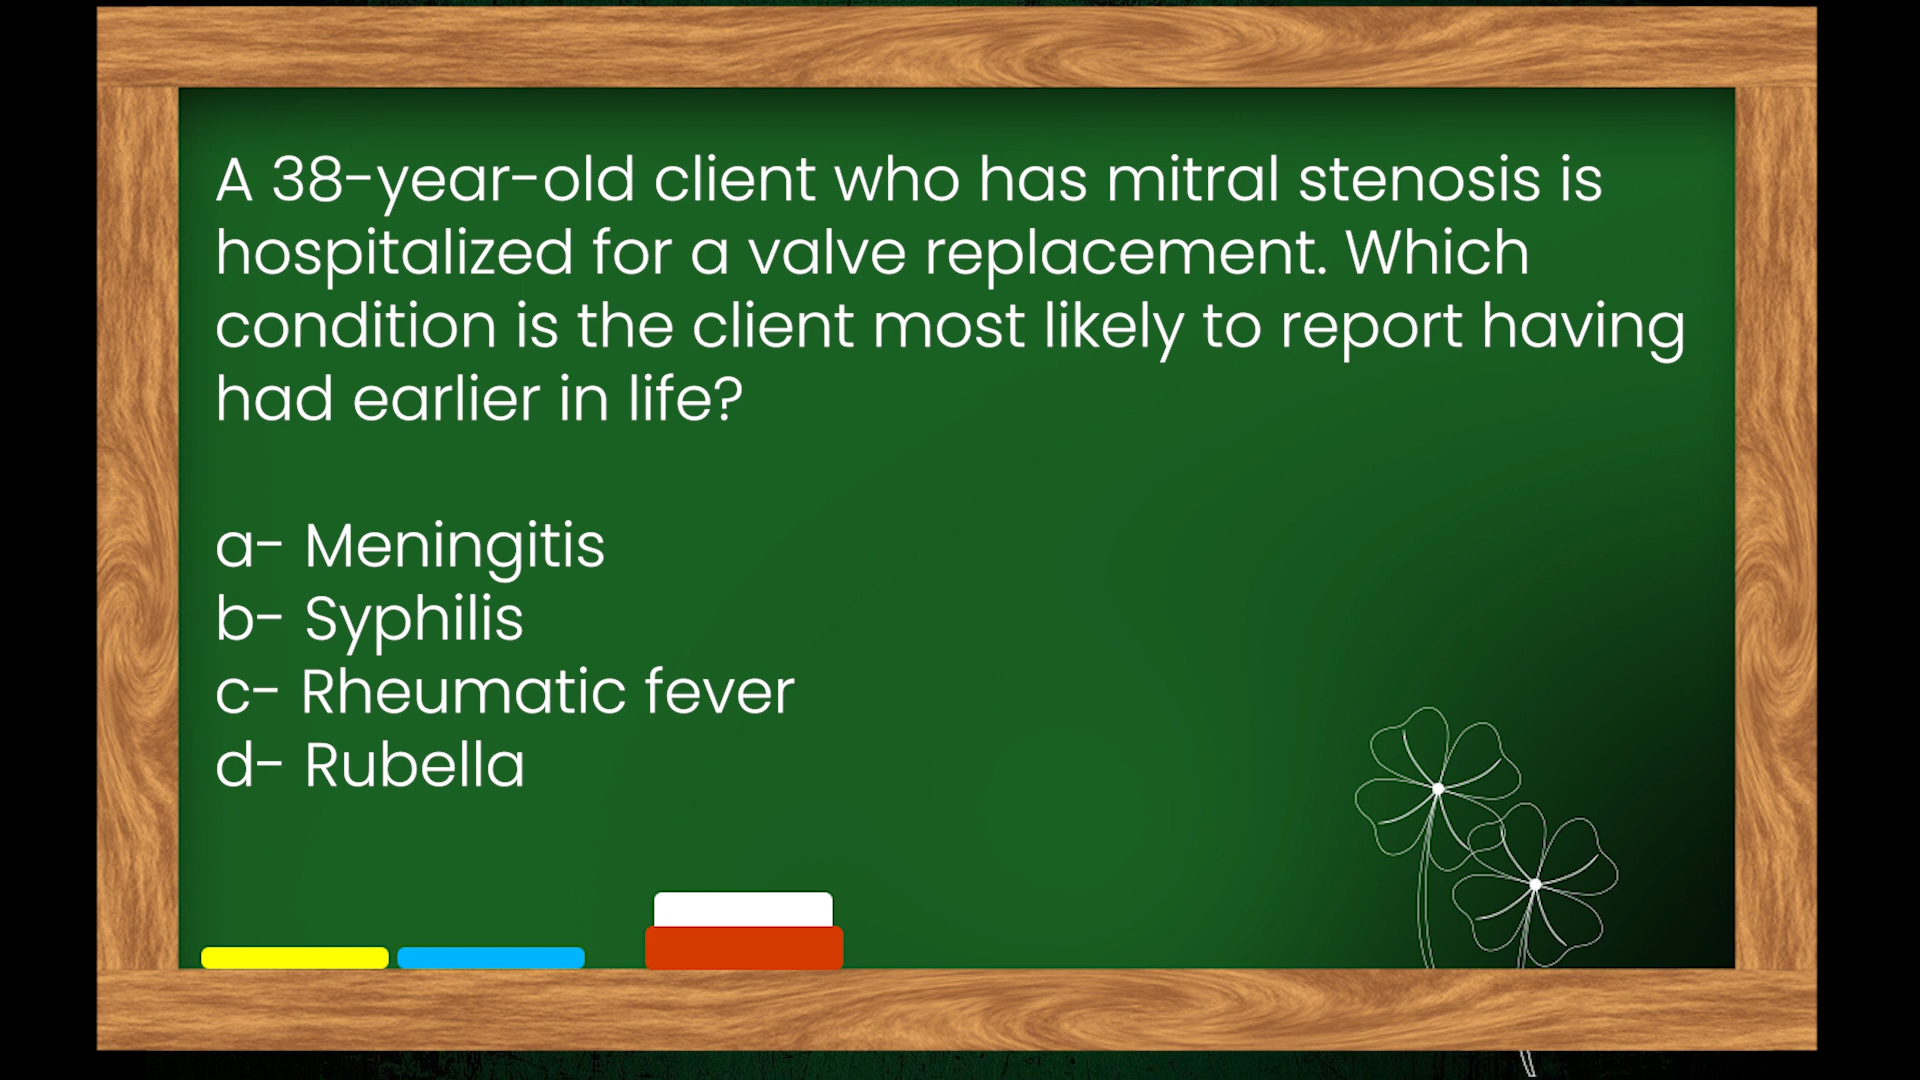 A 38-year-old client who has mitral stenosis is
hospitalized for a valve replacement. Which
condition is the client most likely to report having
had earlier in life?
a- Meningitis
b- Syphilis
c- Rheumatic fever
d- Rubella